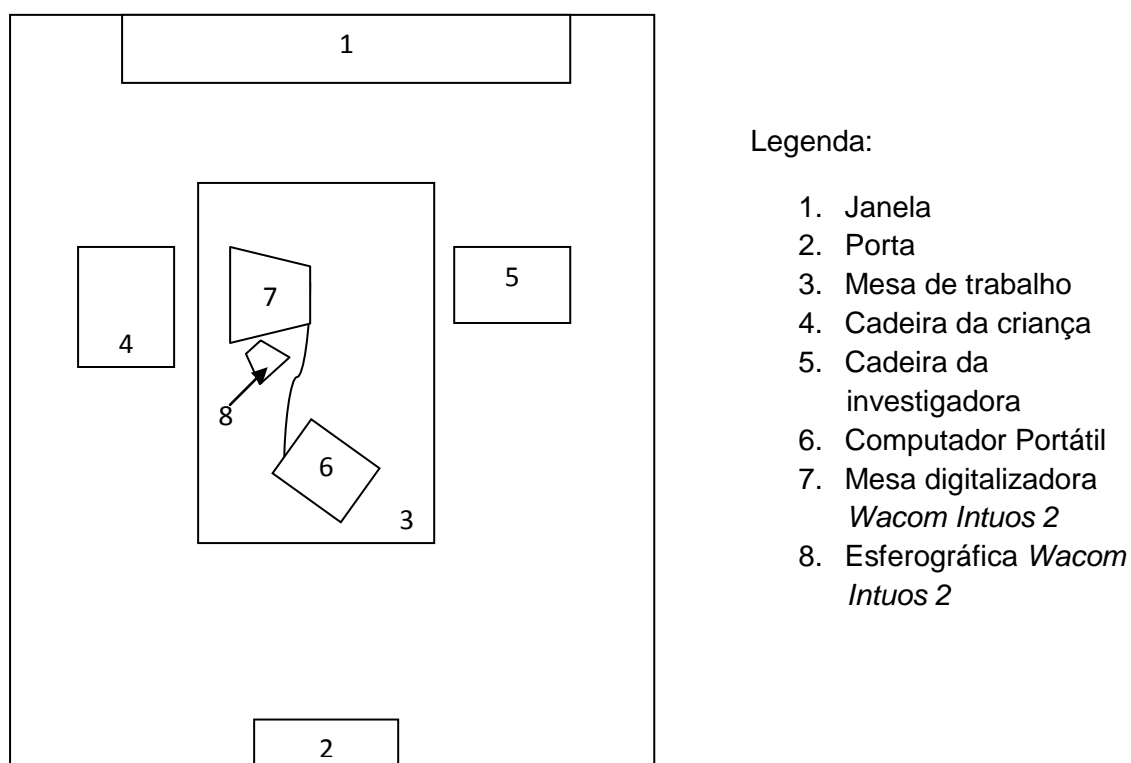 1
Legenda:
1. Janela
2. Porta
3. Mesa de trabalho
4. Cadeira da criança
5. Cadeira da
investigadora
6. Computador Portátil
7. Mesa digitalizadora
Wacom Intuos 2
8. Esferográfica Wacom
Intuos 2
7
5
4
8
6
3
2